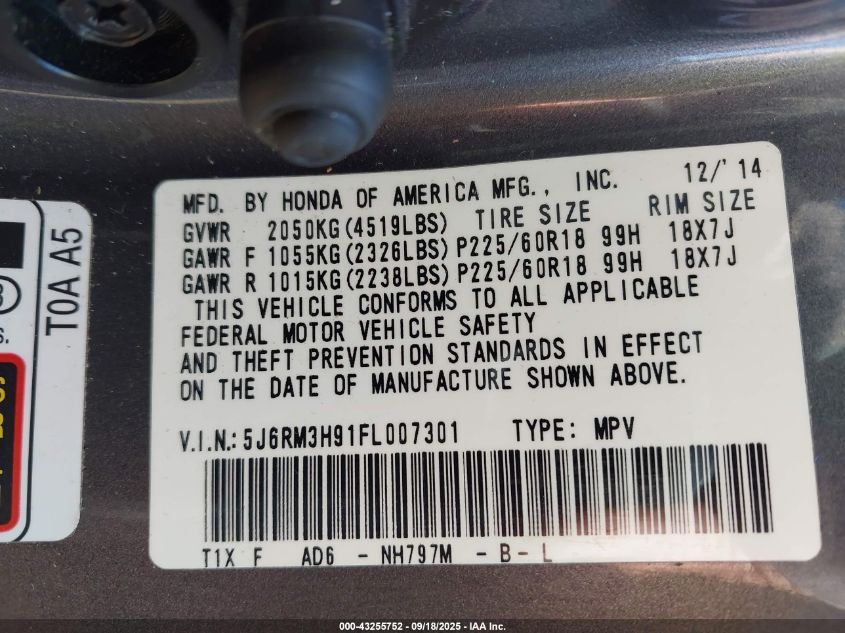 MFD. BY HONDA OF AMERICA MFG., INC. 12/'14
GVWR 2050KG(4519LBS) TIRE SIZE RIM SIZE
GAWR F 1055KG(2326LBS) P225/60R18 99H 18X7J
GAWR R 1015KG(2238LBS) P225/60R18 99H 18X7J
THIS VEHICLE CONFORMS TO ALL APPLICABLE
FEDERAL MOTOR VEHICLE SAFETY
AND THEFT PREVENTION STANDARDS IN EFFECT
ON THE DATE OF MANUFACTURE SHOWN ABOVE.
V.I.N.: 5J6RM3H91FL007301 TYPE: MPV
T1X F AD6 - NH797M - B - L
T0A A5
000-43255752 - 09/18/2025 - IAA Inc.